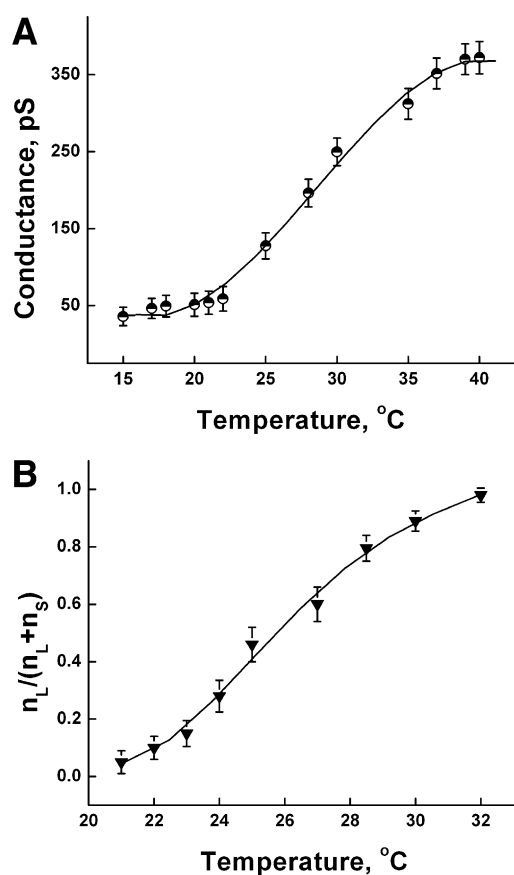 A
Conductance, pS
350
250
150
50
15 20 25 30 35 40
Temperature, °C
B
n_L/(n_L+n_S)
1.0
0.8
0.6
0.4
0.2
0.0
20 22 24 26 28 30 32
Temperature, °C